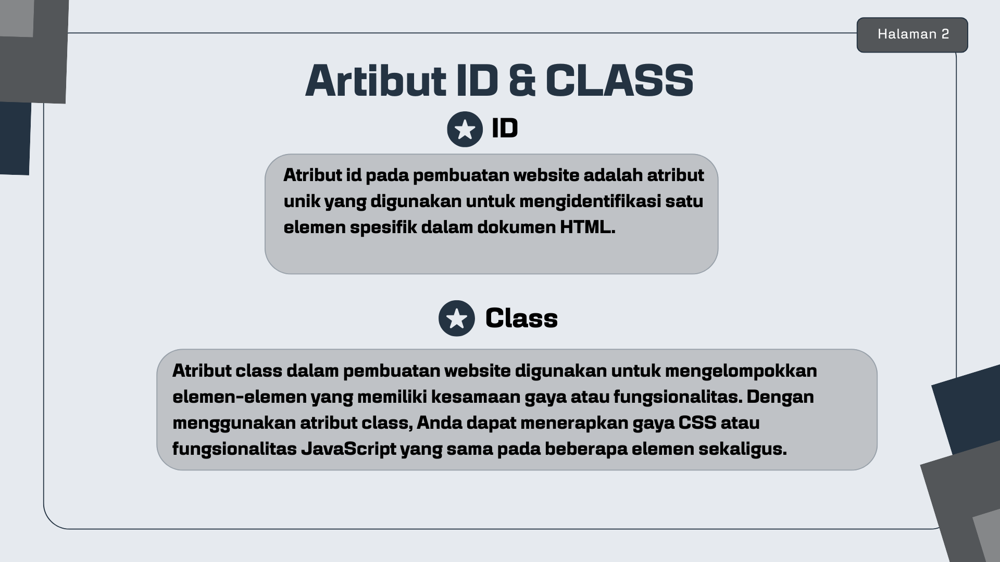 Halaman 2
Artibut ID & CLASS
ID
Atribut id pada pembuatan website adalah atribut
unik yang digunakan untuk mengidentifikasi satu
elemen spesifik dalam dokumen HTML.
Class
Atribut class dalam pembuatan website digunakan untuk mengelompokkan
elemen-elemen yang memiliki kesamaan gaya atau fungsionalitas. Dengan
menggunakan atribut class, Anda dapat menerapkan gaya CSS atau
fungsionalitas JavaScript yang sama pada beberapa elemen sekaligus.